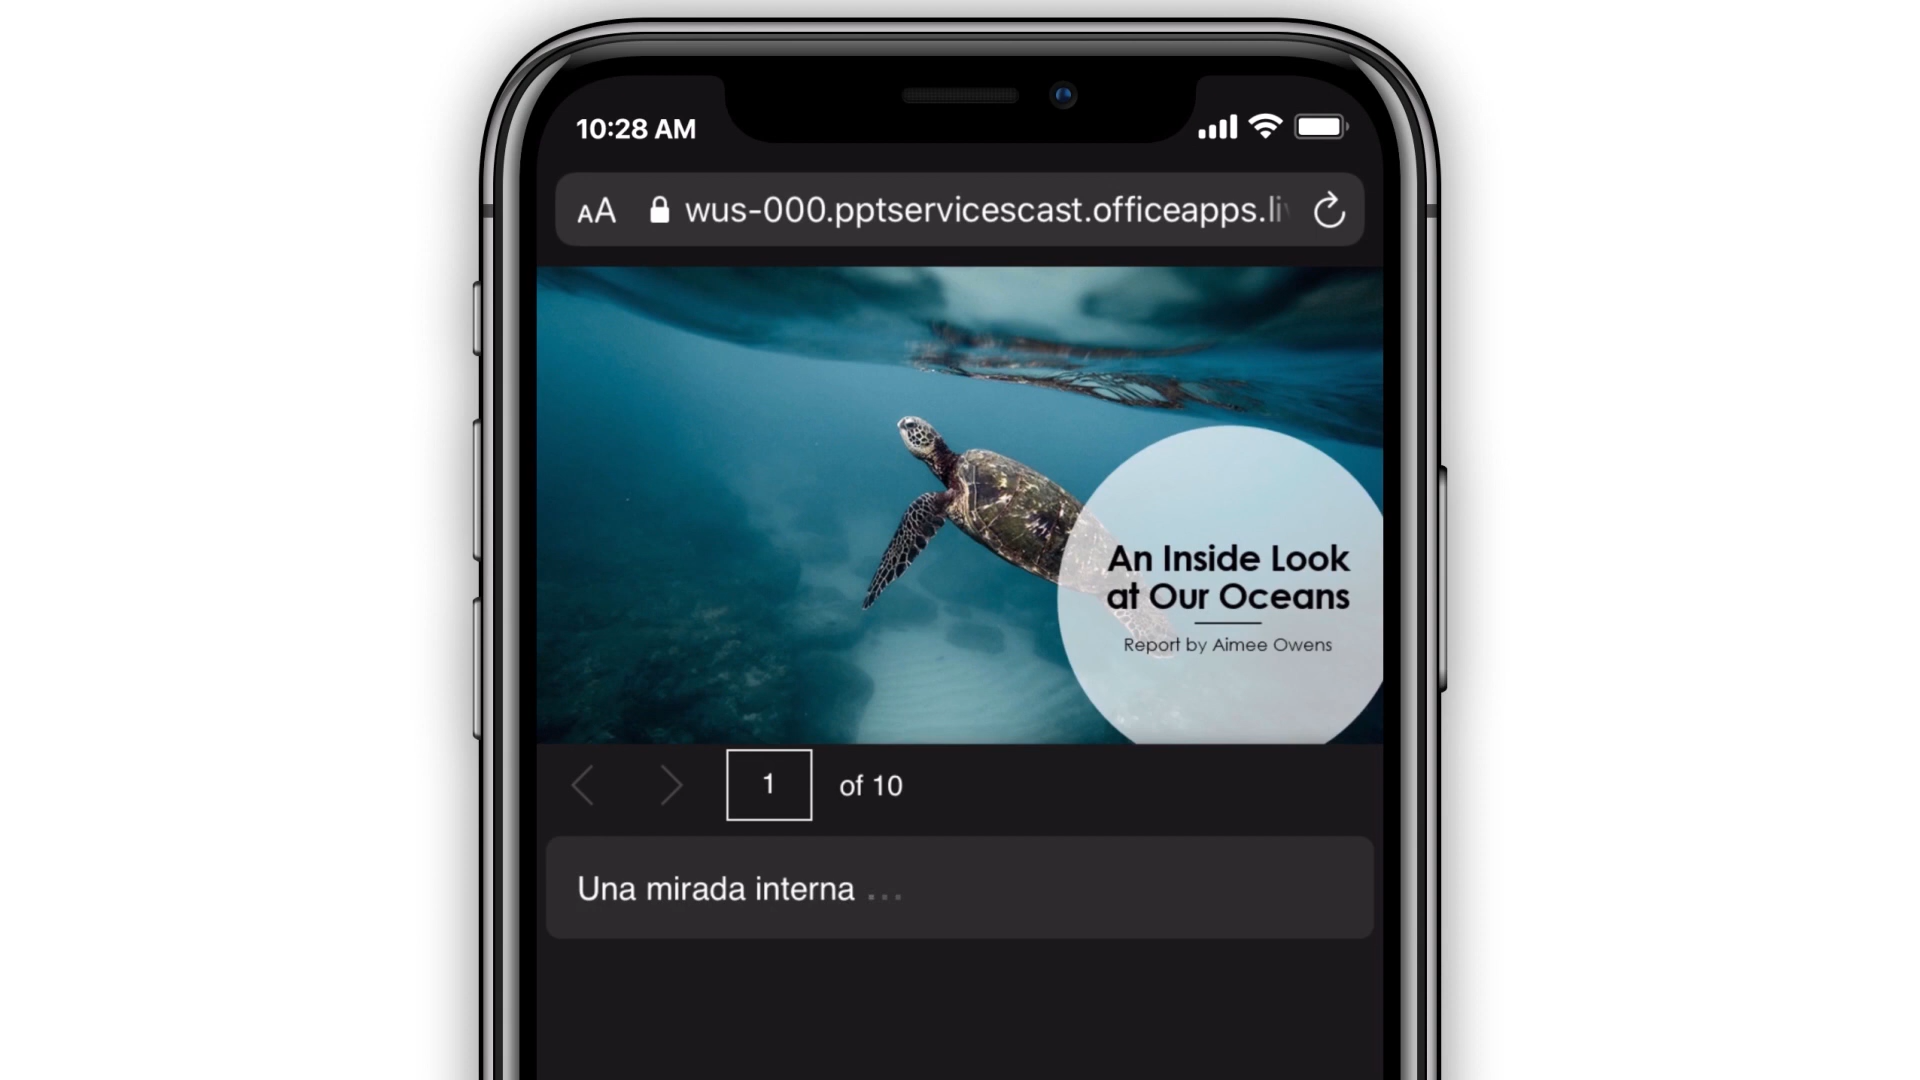 10:28 AM
AA wus-000.pptservicescast.officeapps.li
An Inside Look
at Our Oceans
Report by Aimee Owens
1 of 10
Una mirada interna ...